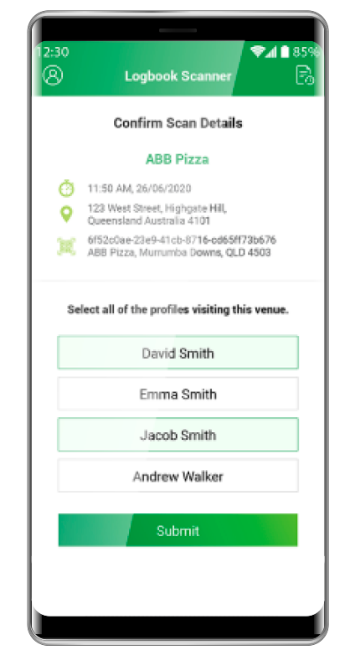 12:30
85%
Logbook Scanner
Confirm Scan Details
ABB Pizza
11:50 AM, 26/06/2020
123 West Street, Highgate Hill,
Queensland Australia 4101
6f52c0ae-23e9-41cb-8716-cd65ff73b676
ABB Pizza, Murrumba Downs, QLD 4503
Select all of the profiles visiting this venue.
David Smith
Emma Smith
Jacob Smith
Andrew Walker
Submit